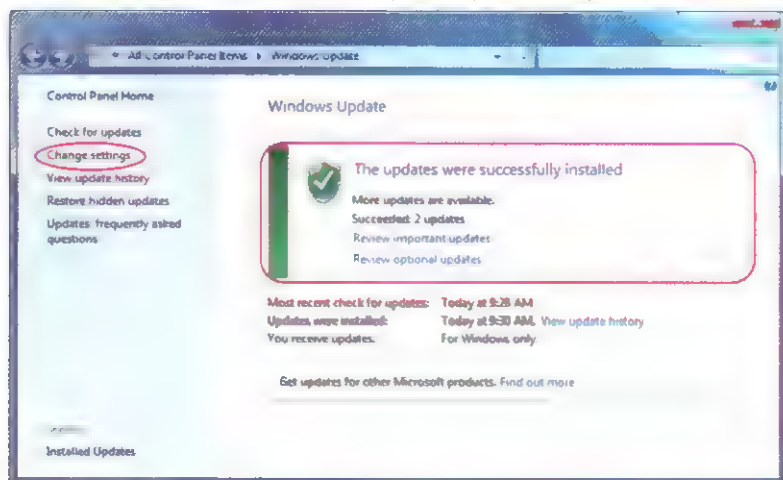 All Control Panel Items ▸ Windows Update
Control Panel Home
Check for updates
Change settings
View update history
Restore hidden updates
Updates: frequently asked
questions
Installed Updates
Windows Update
The updates were successfully installed
More updates are available.
Succeeded: 2 updates
Review important updates
Review optional updates
Most recent check for updates: Today at 9:28 AM
Updates were installed: Today at 9:30 AM. View update history
You receive updates: For Windows only.
Get updates for other Microsoft products. Find out more